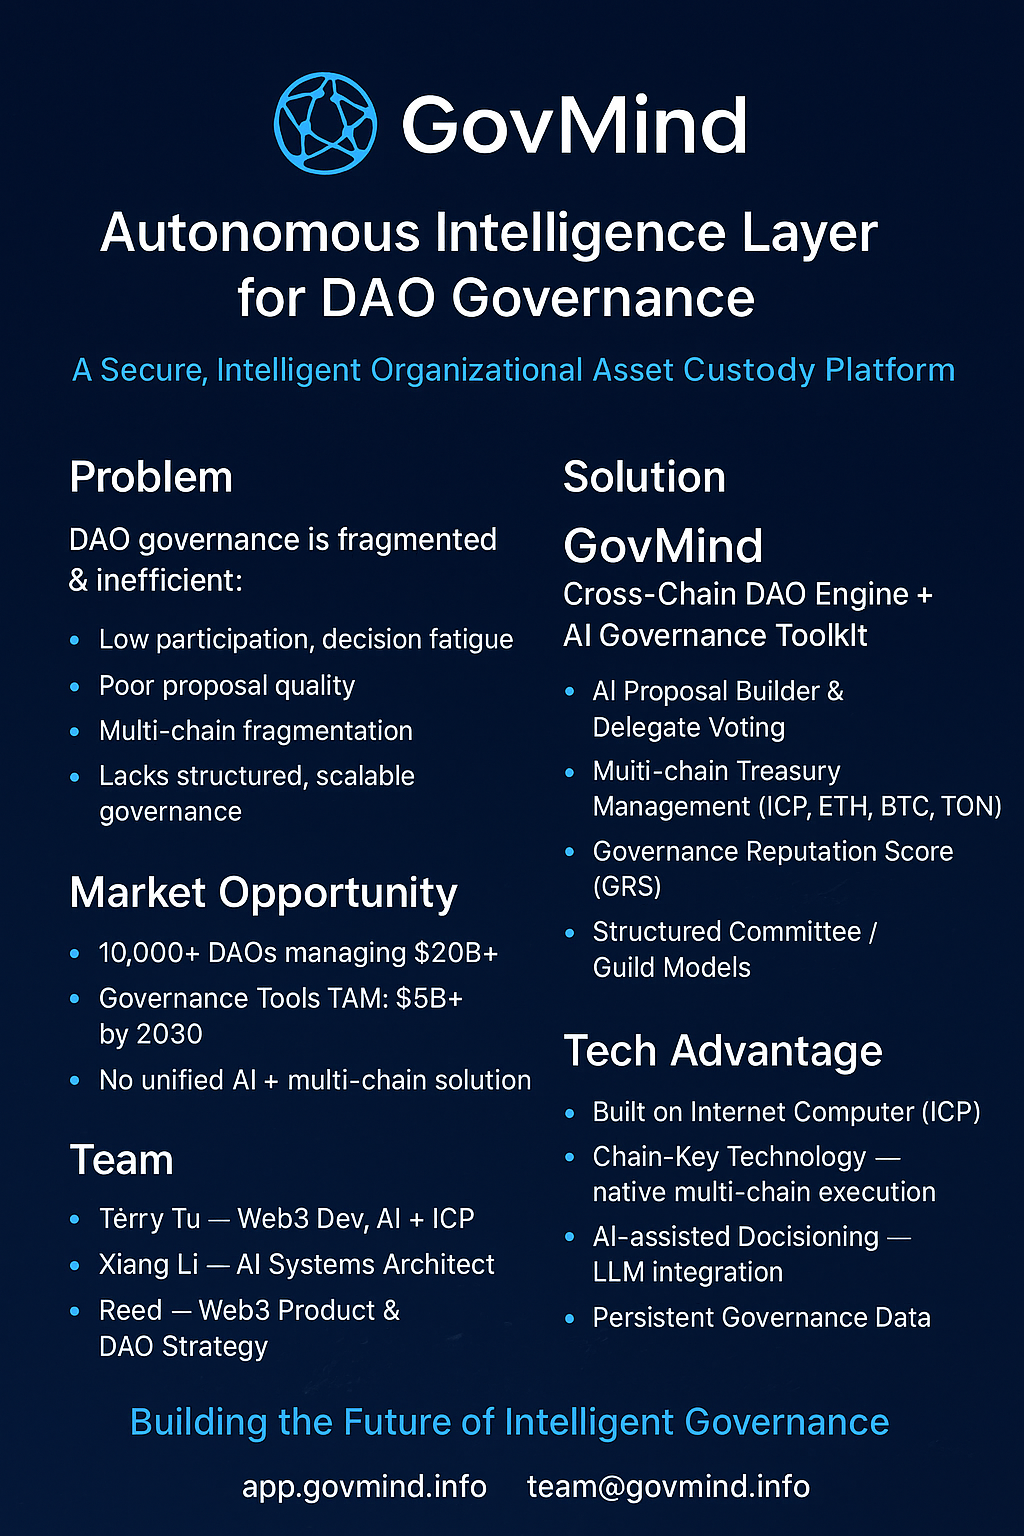 GovMind
Autonomous Intelligence Layer
for DAO Governance
A Secure, Intelligent Organizational Asset Custody Platform
Problem
DAO governance is fragmented
& inefficient:
• Low participation, decision fatigue
• Poor proposal quality
• Multi-chain fragmentation
• Lacks structured, scalable
governance
Market Opportunity
• 10,000+ DAOs managing $20B+
• Governance Tools TAM: $5B+
by 2030
• No unified AI + multi-chain solution
Team
• Tėrry Tu — Web3 Dev, AI + ICP
• Xiang Li — AI Systems Architect
• Reed — Web3 Product &
DAO Strategy
Solution
GovMind
Cross-Chain DAO Engine +
AI Governance ToolkIt
• AI Proposal Builder &
Delegate Voting
• Muiti-chain Treasury
Management (ICP, ETH, BTC, TON)
• Governance Reputation Score
(GRS)
• Structured Committee /
Guild Models
Tech Advantage
• Built on Internet Computer (ICP)
• Chain-Key Technology —
native multi-chain execution
• AI-assisted Docisioning —
LLM integration
• Persistent Governance Data
Building the Future of Intelligent Governance
app.govmind.info team@govmind.info